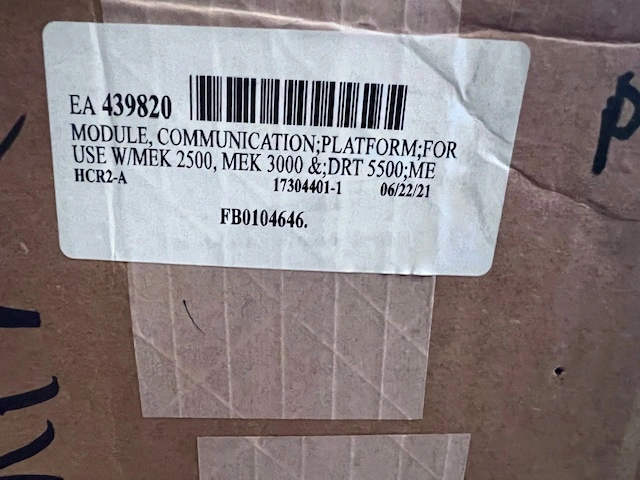 EA 439820
MODULE, COMMUNICATION;PLATFORM;FOR
USE W/MEK 2500, MEK 3000 &;DRT 5500;ME
HCR2-A 17304401-1 06/22/21
FB0104646.